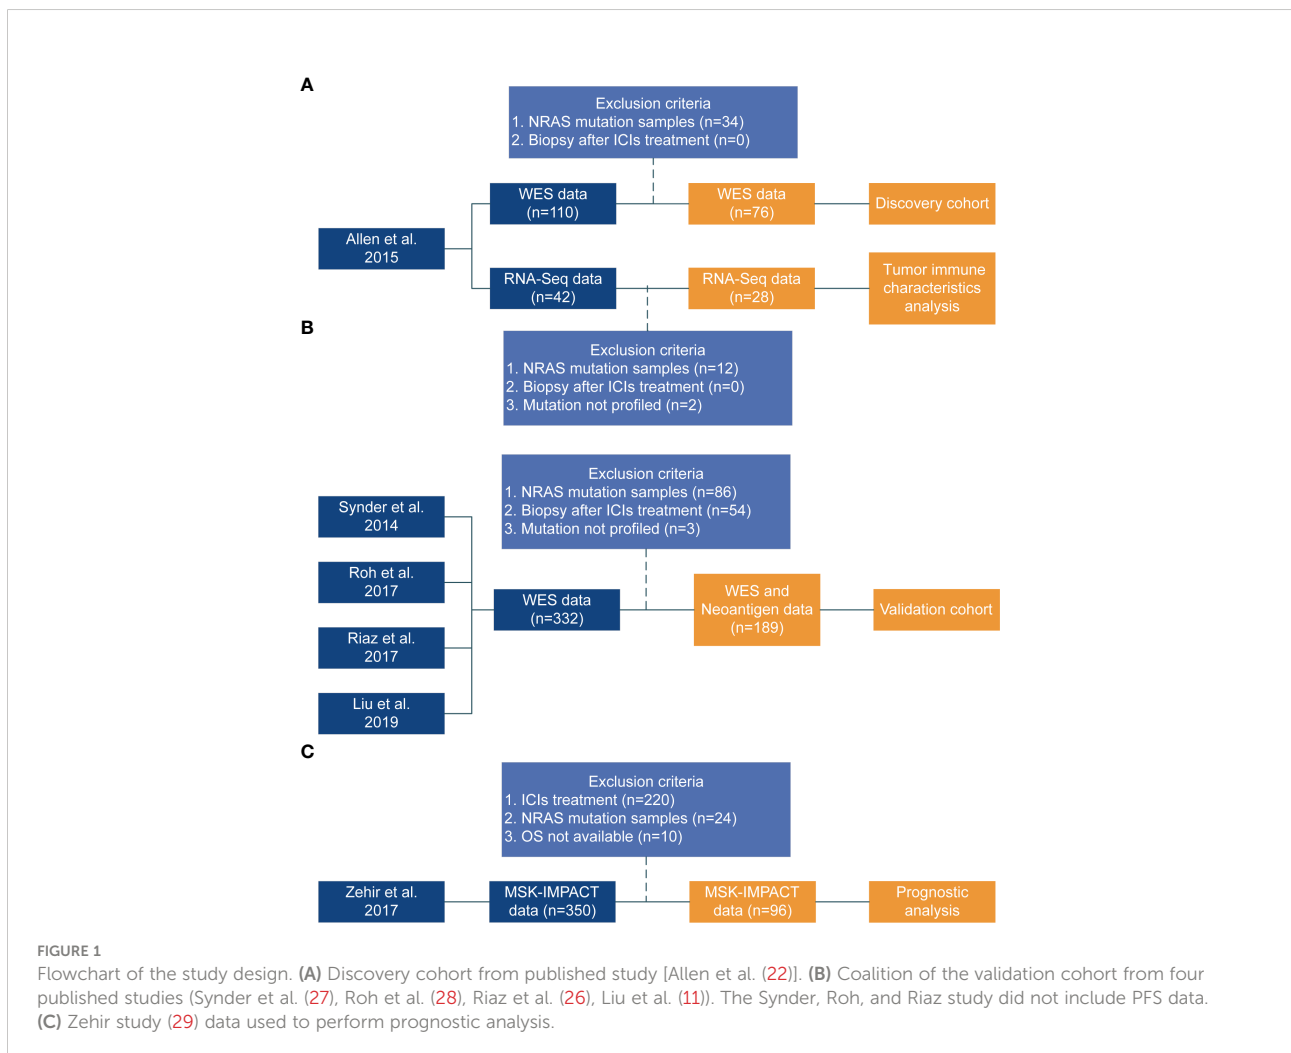 A
Exclusion criteria
1. NRAS mutation samples (n=34)
2. Biopsy after ICIs treatment (n=0)
WES data
(n=110)
WES data
(n=76)
Discovery cohort
Allen et al.
2015
RNA-Seq data
(n=42)
RNA-Seq data
(n=28)
Tumor immune
characteristics
analysis
B
Exclusion criteria
1. NRAS mutation samples (n=12)
2. Biopsy after ICIs treatment (n=0)
3. Mutation not profiled (n=2)
Exclusion criteria
1. NRAS mutation samples (n=86)
2. Biopsy after ICIs treatment (n=54)
3. Mutation not profiled (n=3)
Synder et al.
2014
Roh et al.
2017
Riaz et al.
2017
Liu et al.
2019
WES data
(n=332)
WES and
Neoantigen data
(n=189)
Validation cohort
C
Exclusion criteria
1. ICIs treatment (n=220)
2. NRAS mutation samples (n=24)
3. OS not available (n=10)
Zehir et al.
2017
MSK-IMPACT
data (n=350)
MSK-IMPACT
data (n=96)
Prognostic
analysis
FIGURE 1
Flowchart of the study design. (A) Discovery cohort from published study [Allen et al. (22)]. (B) Coalition of the validation cohort from four
published studies (Synder et al. (27), Roh et al. (28), Riaz et al. (26), Liu et al. (11)). The Synder, Roh, and Riaz study did not include PFS data.
(C) Zehir study (29) data used to perform prognostic analysis.